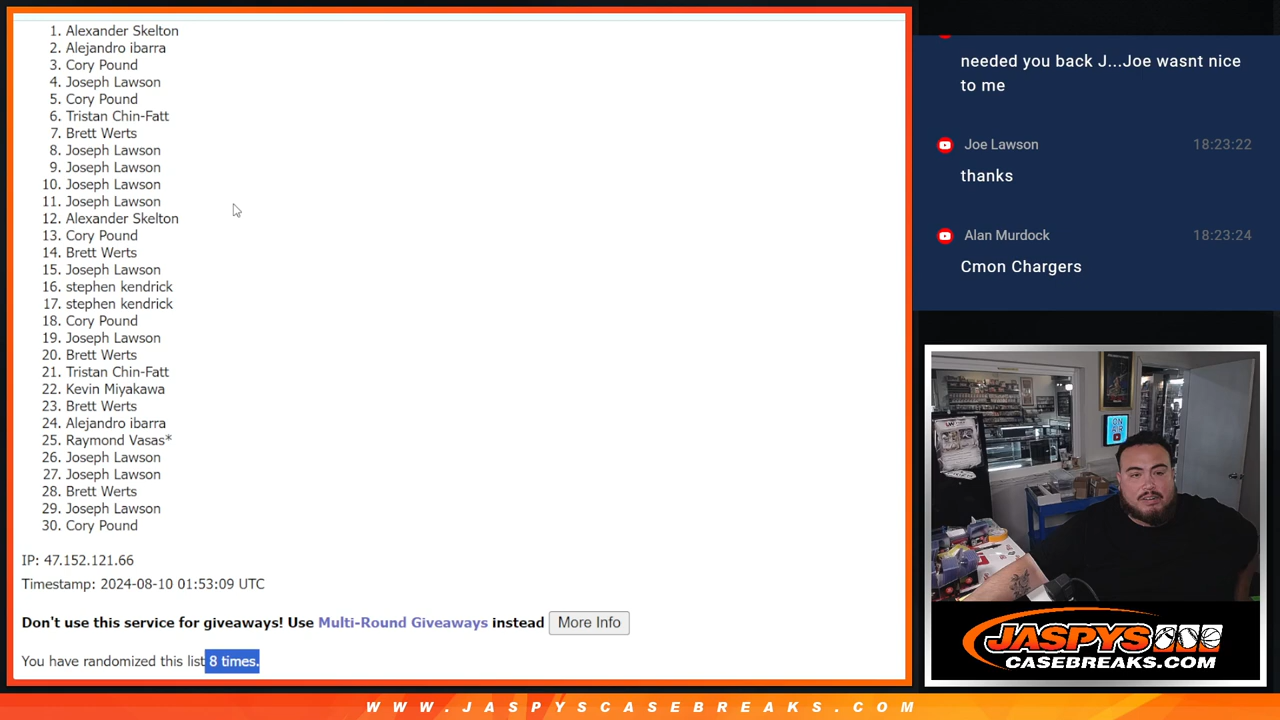 1. Alexander Skelton
2. Alejandro ibarra
3. Cory Pound
4. Joseph Lawson
5. Cory Pound
6. Tristan Chin-Fatt
7. Brett Werts
8. Joseph Lawson
9. Joseph Lawson
10. Joseph Lawson
11. Joseph Lawson
12. Alexander Skelton
13. Cory Pound
14. Brett Werts
15. Joseph Lawson
16. stephen kendrick
17. stephen kendrick
18. Cory Pound
19. Joseph Lawson
20. Brett Werts
21. Tristan Chin-Fatt
22. Kevin Miyakawa
23. Brett Werts
24. Alejandro ibarra
25. Raymond Vasas*
26. Joseph Lawson
27. Joseph Lawson
28. Brett Werts
29. Joseph Lawson
30. Cory Pound
IP: 47.152.121.66
Timestamp: 2024-08-10 01:53:09 UTC
Don't use this service for giveaways! Use Multi-Round Giveaways instead More Info
You have randomized this list 8 times.
needed you back J...Joe wasnt nice
to me
Joe Lawson 18:23:22
thanks
Alan Murdock 18:23:24
Cmon Chargers
ON
AIR
JASPYS
CASEBREAKS.COM
WWW.JASPYSCASEBREAKS.COM